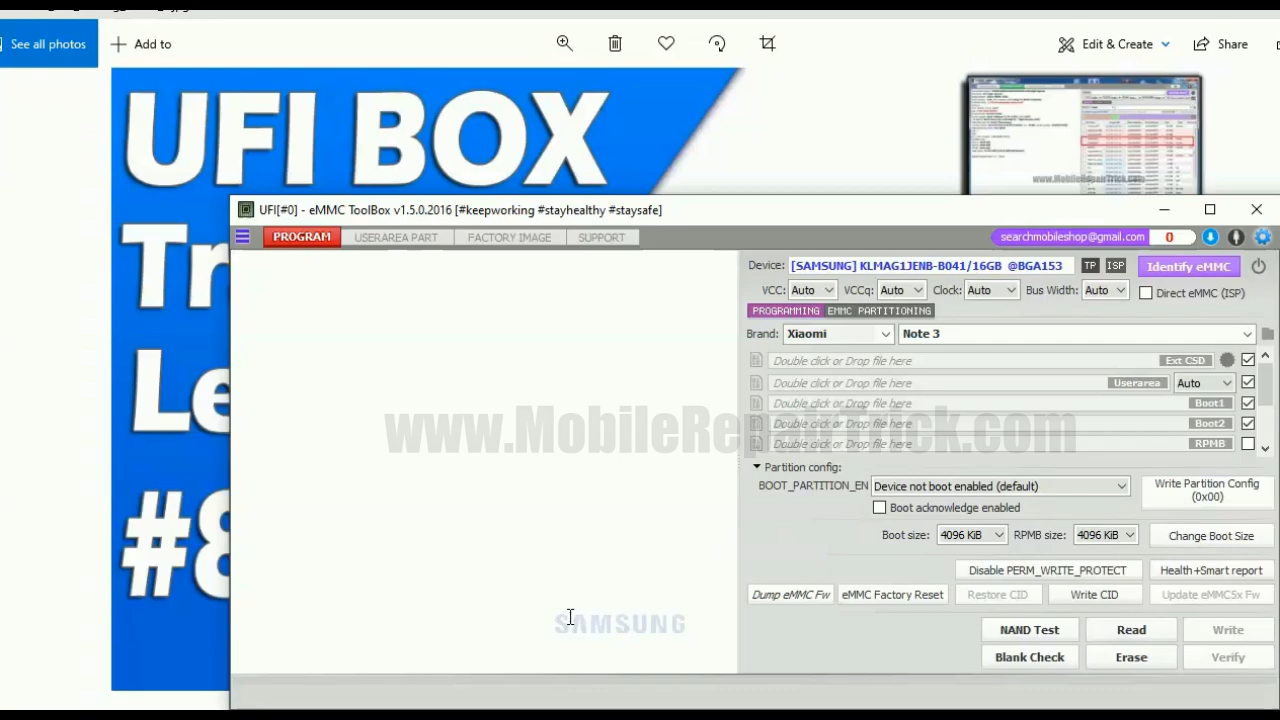 See all photos
Add to
Edit & Create
Share
UFI BOX
Tr
Le
#8
www.MobileRepairTrick.com
UFI[#0] - eMMC ToolBox v1.5.0.2016 [#keepworking #stayhealthy #staysafe]
PROGRAM USERAREA PART FACTORY IMAGE SUPPORT searchmobileshop@gmail.com 0
Device: [SAMSUNG] KLMAG1JENB-B041/16GB @BGA153 TP ISP Identify eMMC
VCC: Auto VCCq: Auto Clock: Auto Bus Width: Auto Direct eMMC (ISP)
PROGRAMMING EMMC PARTITIONING
Brand: Xiaomi Note 3
Double click or Drop file here Ext CSD
Double click or Drop file here Userarea Auto
Double click or Drop file here Boot1
Double click or Drop file here Boot2
Double click or Drop file here RPMB
www.MobileRepairTrick.com
Partition config:
BOOT_PARTITION_EN Device not boot enabled (default) Write Partition Config
(0x00)
Boot acknowledge enabled
Boot size: 4096 KiB RPMB size: 4096 KiB Change Boot Size
Disable PERM_WRITE_PROTECT Health+Smart report
Dump eMMC Fw eMMC Factory Reset Restore CID Write CID Update eMMC5x Fw
SAMSUNG
NAND Test Read Write
Blank Check Erase Verify